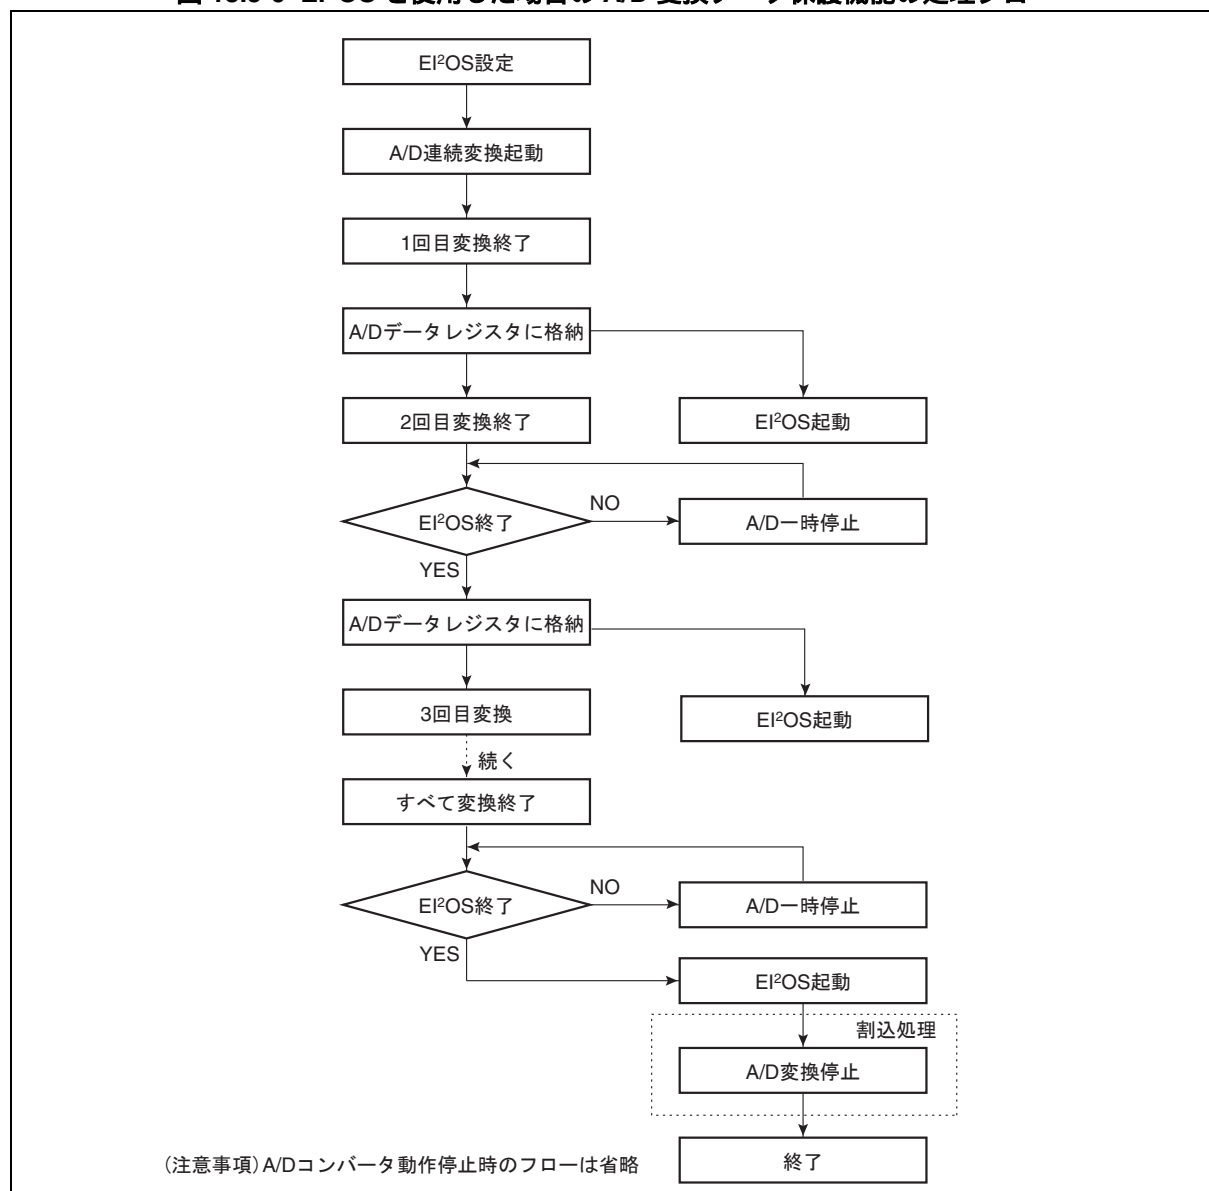 EI²OS設定
A/D連続変換起動
1回目変換終了
A/Dデータレジスタに格納
2回目変換終了
EI²OS起動
EI²OS終了
NO
A/D一時停止
YES
A/Dデータレジスタに格納
3回目変換
EI²OS起動
続く
すべて変換終了
EI²OS終了
NO
A/D一時停止
YES
EI²OS起動
割込処理
A/D変換停止
終了
(注意事項)A/Dコンバータ動作停止時のフローは省略